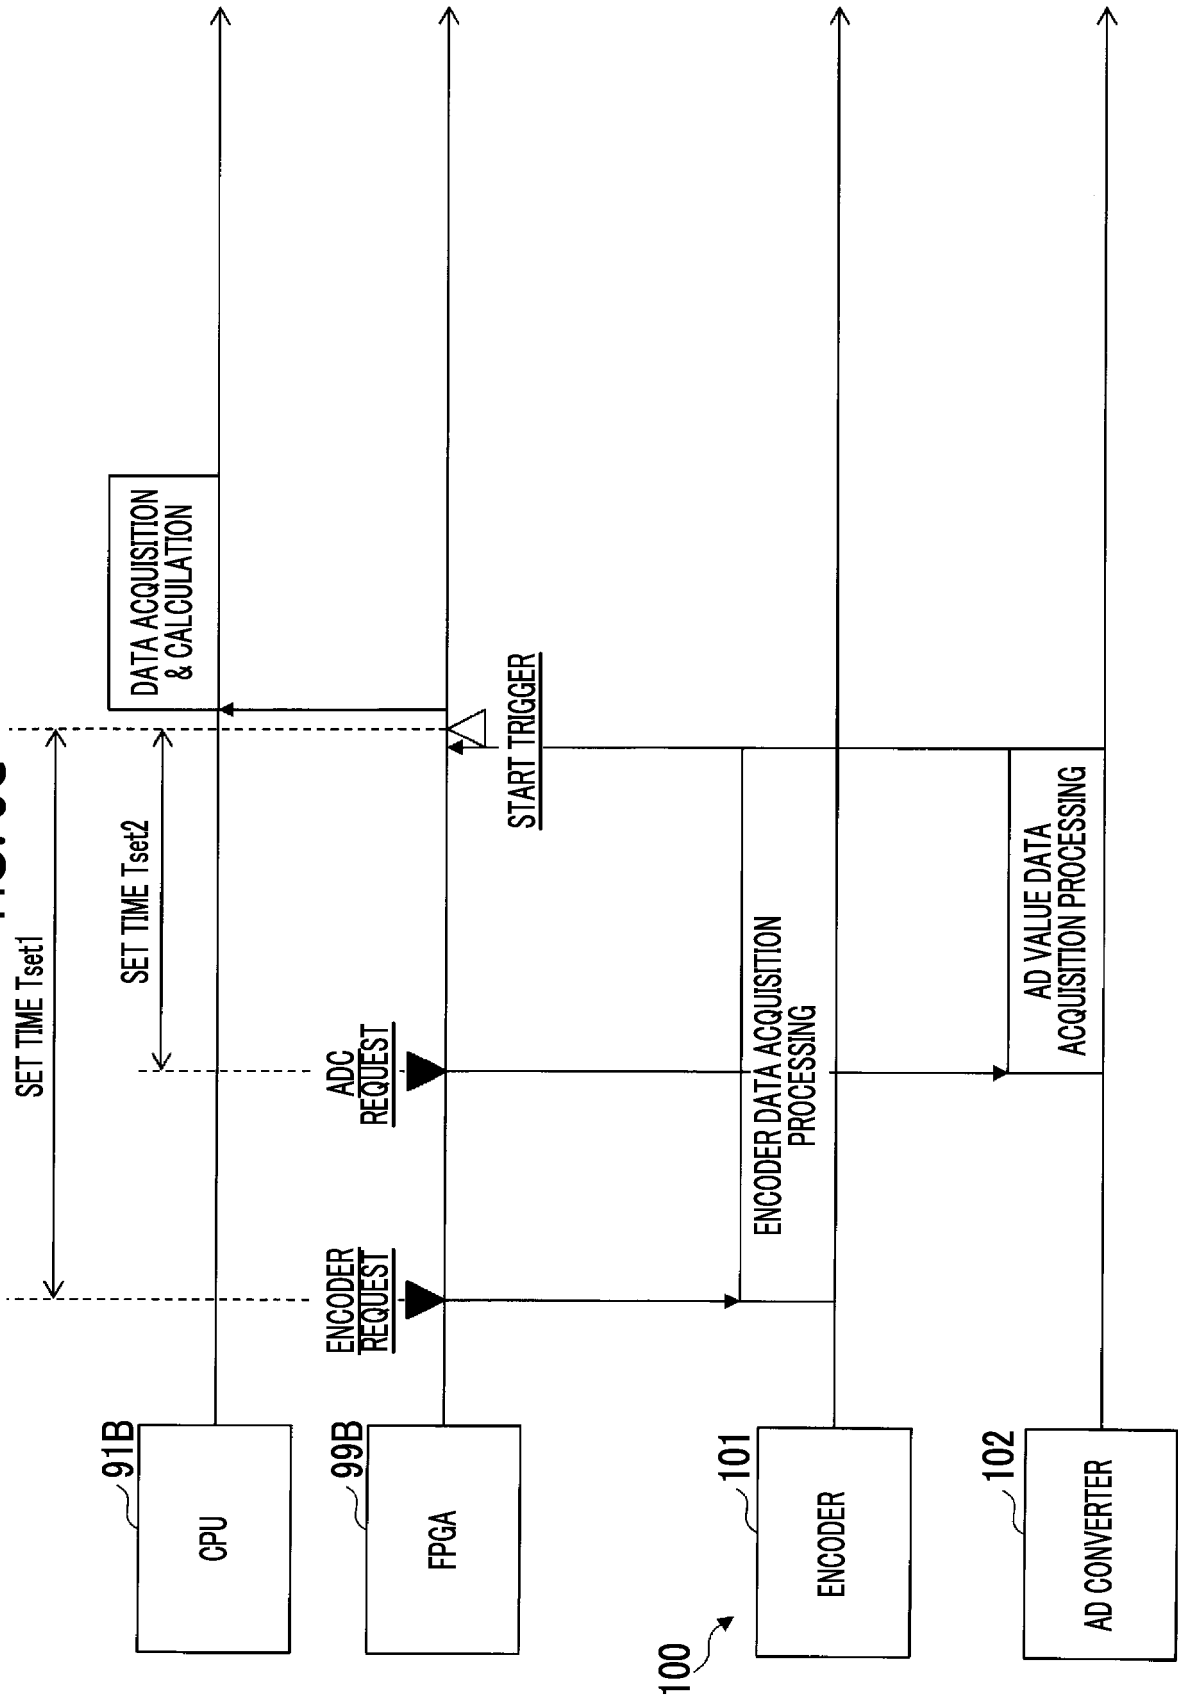 SET TIME Tset1
SET TIME Tset2
DATA ACQUISITION
& CALCULATION
CPU
91B
ENCODER
REQUEST
ADC
REQUEST
START TRIGGER
FPGA
99B
ENCODER DATA ACQUISITION
PROCESSING
ENCODER
101
100
AD VALUE DATA
ACQUISITION PROCESSING
AD CONVERTER
102